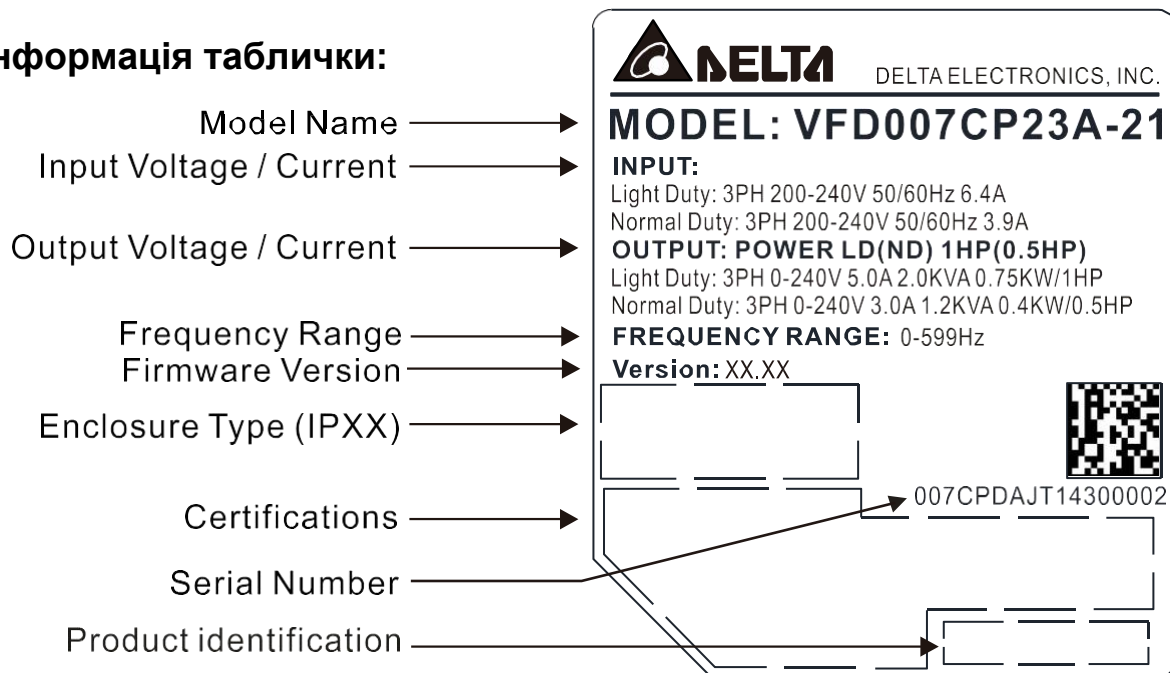 нформація таблички:
Model Name
Input Voltage / Current
Output Voltage / Current
Frequency Range
Firmware Version
Enclosure Type (IPXX)
Certifications
Serial Number
Product identification
DELTA
DELTA ELECTRONICS, INC.
MODEL: VFD007CP23A-21
INPUT:
Light Duty: 3PH 200-240V 50/60Hz 6.4A
Normal Duty: 3PH 200-240V 50/60Hz 3.9A
OUTPUT: POWER LD(ND) 1HP(0.5HP)
Light Duty: 3PH 0-240V 5.0A 2.0KVA 0.75KW/1HP
Normal Duty: 3PH 0-240V 3.0A 1.2KVA 0.4KW/0.5HP
FREQUENCY RANGE: 0-599Hz
Version: XX.XX
007CPDAJT14300002